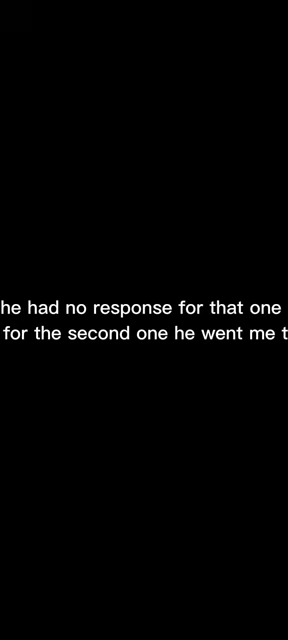 he had no response for that one
for the second one he went me t